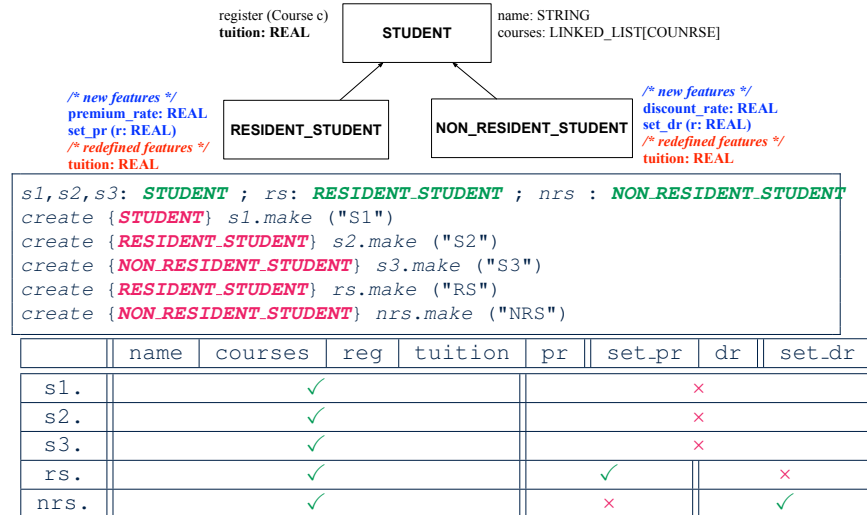 register (Course c)
tuition: REAL
STUDENT
name: STRING
courses: LINKED_LIST[COUNRSE]
/* new features */
premium_rate: REAL
set_pr (r: REAL)
/* redefined features */
tuition: REAL
RESIDENT_STUDENT
NON_RESIDENT_STUDENT
/* new features */
discount_rate: REAL
set_dr (r: REAL)
/* redefined features */
tuition: REAL
s1,s2,s3: STUDENT ; rs: RESIDENT_STUDENT ; nrs : NON_RESIDENT_STUDENT
create {STUDENT} s1.make ("S1")
create {RESIDENT_STUDENT} s2.make ("S2")
create {NON_RESIDENT_STUDENT} s3.make ("S3")
create {RESIDENT_STUDENT} rs.make ("RS")
create {NON_RESIDENT_STUDENT} nrs.make ("NRS")
name courses reg tuition pr set_pr dr set_dr
s1. ✓ ×
s2. ✓ ×
s3. ✓ ×
rs. ✓ ✓ ×
nrs. ✓ × ✓